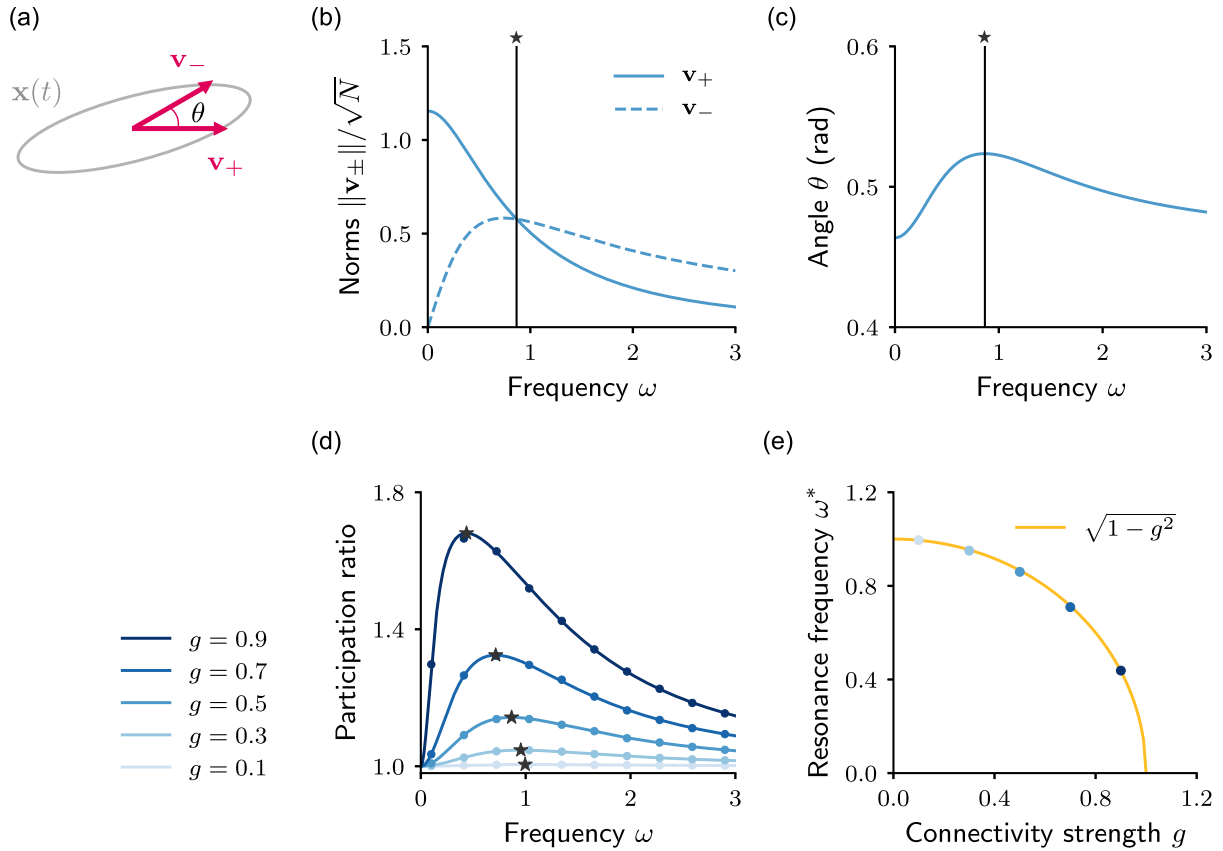 (a)
x(t)
v₋
θ
v₊
(b)
Norms ‖v±‖/√N
1.5
1.0
0.5
0.0
0
1
2
3
Frequency ω
★
v₊
v₋
(c)
Angle θ (rad)
0.6
0.5
0.4
0
1
2
3
Frequency ω
★
g = 0.9
g = 0.7
g = 0.5
g = 0.3
g = 0.1
(d)
Participation ratio
1.8
1.4
1.0
0
1
2
3
Frequency ω
(e)
Resonance frequency ω*
1.2
0.8
0.4
0.0
0.0
0.4
0.8
1.2
Connectivity strength g
√1 − g²